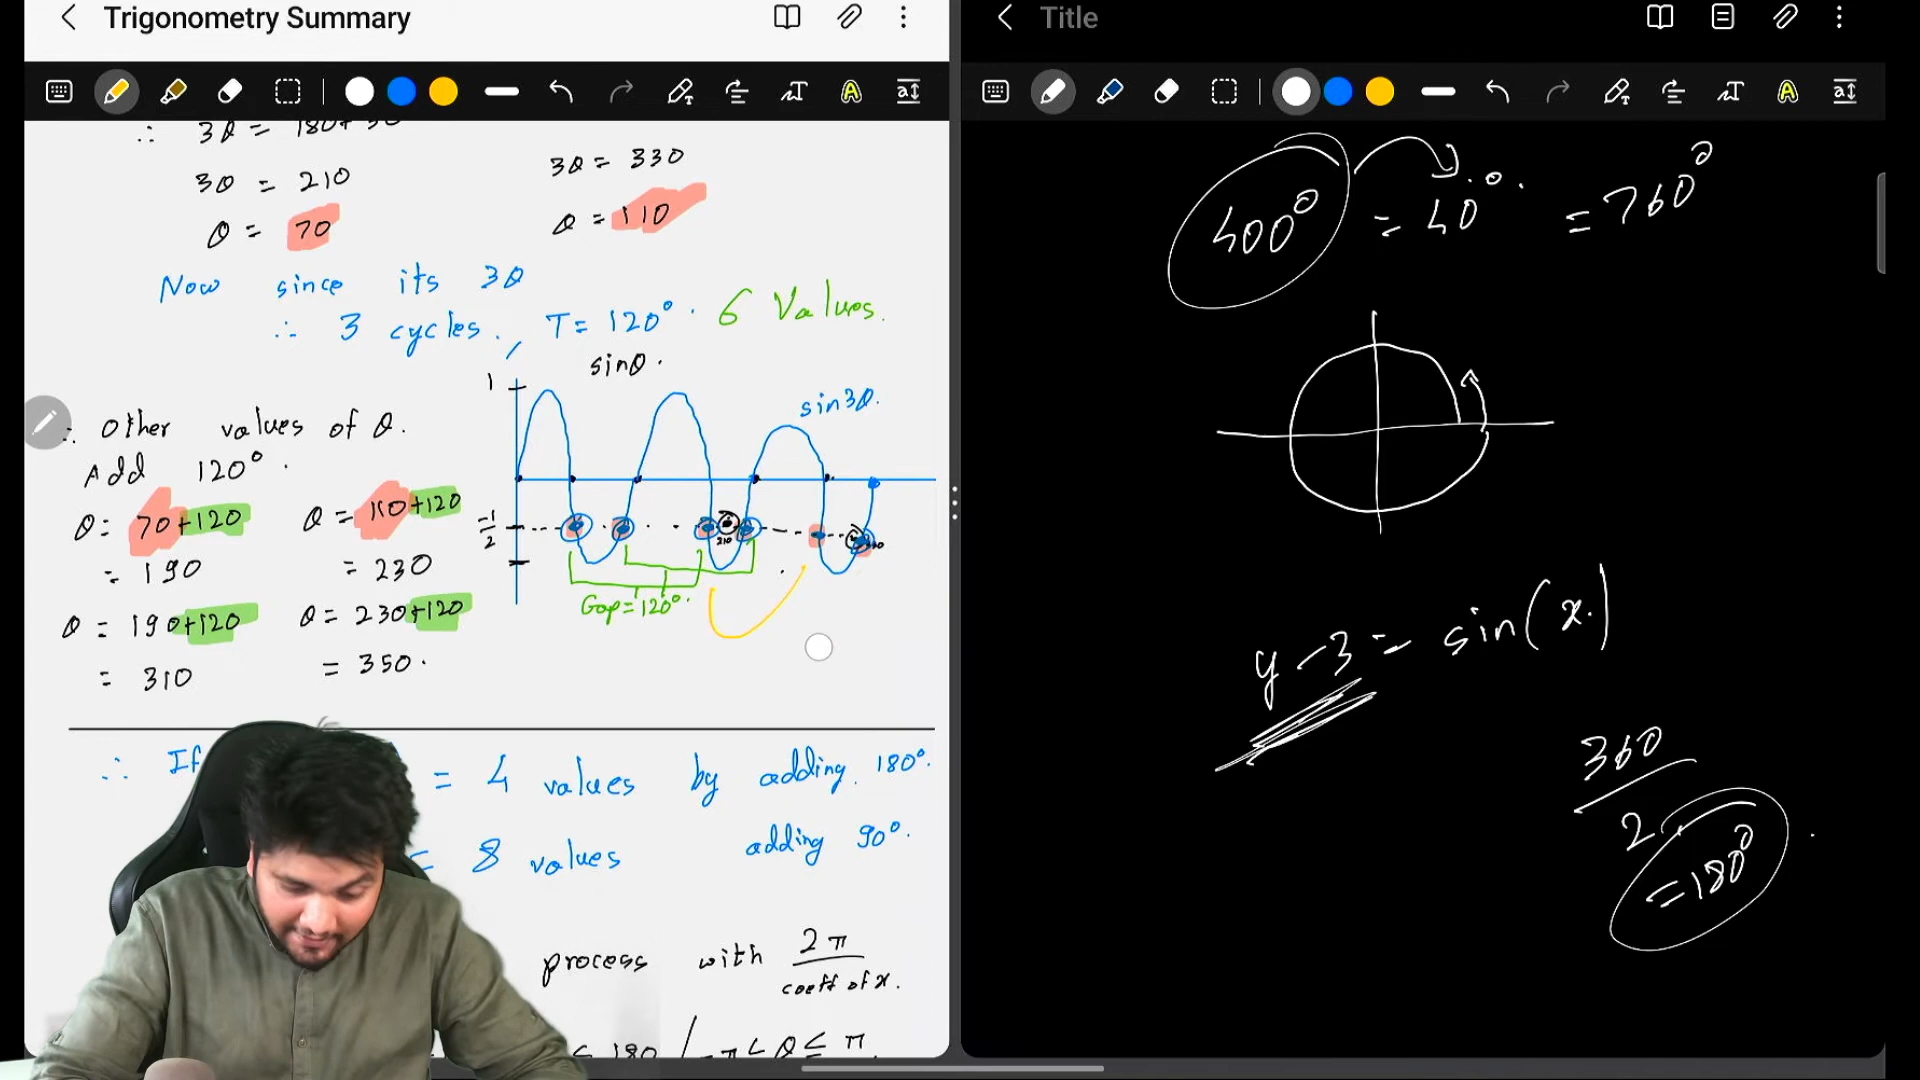 Trigonometry Summary
∴ 3θ = 180+30
3θ = 210
θ = 70
3θ = 330
θ = 110
Now since its 3θ
∴ 3 cycles, T = 120°. 6 Values.
sinθ.
1
sin3θ.
-1/2
210
Gap=120°.
∴ Other values of θ.
Add 120°.
θ = 70+120
= 190
θ = 190+120
= 310
θ = 110+120
= 230
θ = 230+120
= 350.
∴ If
= 4 values by adding 180°.
= 8 values adding 90°.
process with 2π/coeff of x.
≤ 180 / -π < θ ≤ π
Title
400° = 40° = 760°
y-3 = sin(x)
360/2
= 180°